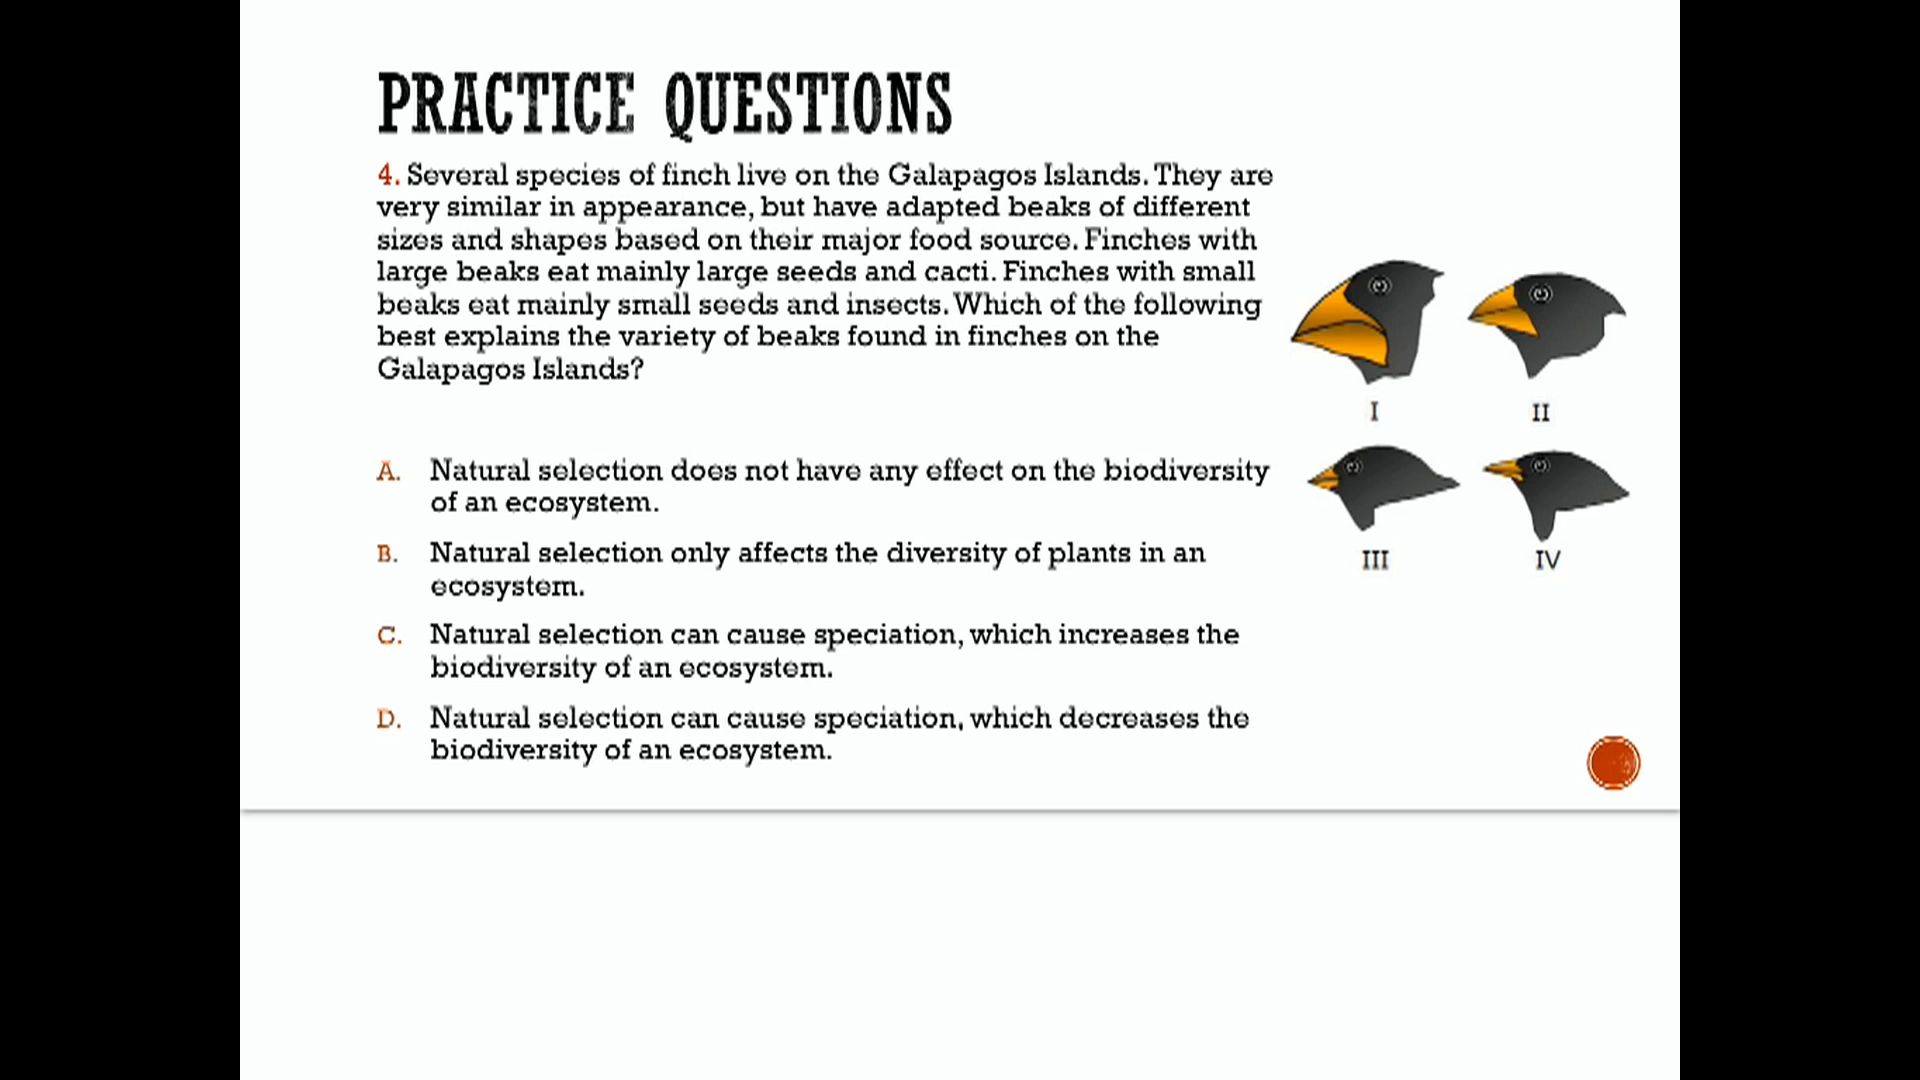 PRACTICE QUESTIONS
4. Several species of finch live on the Galapagos Islands. They are
very similar in appearance, but have adapted beaks of different
sizes and shapes based on their major food source. Finches with
large beaks eat mainly large seeds and cacti. Finches with small
beaks eat mainly small seeds and insects. Which of the following
best explains the variety of beaks found in finches on the
Galapagos Islands?
I
II
III
IV
A. Natural selection does not have any effect on the biodiversity
of an ecosystem.
B. Natural selection only affects the diversity of plants in an
ecosystem.
C. Natural selection can cause speciation, which increases the
biodiversity of an ecosystem.
D. Natural selection can cause speciation, which decreases the
biodiversity of an ecosystem.